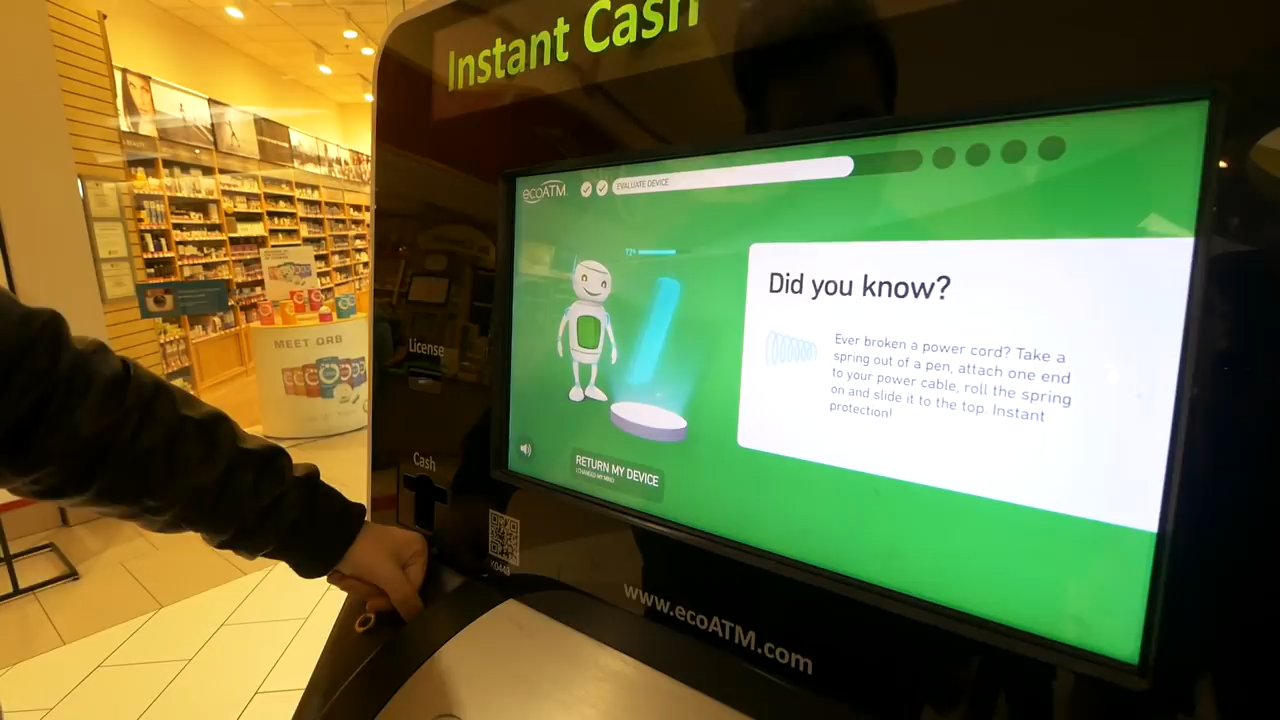 Instant Cash
ecoATM
EVALUATE DEVICE
Did you know?
Ever broken a power cord? Take a
spring out of a pen, attach one end
to your power cable, roll the spring
on and slide it to the top. Instant
protection!
RETURN MY DEVICE
I CHANGED MY MIND
License
Cash
www.ecoATM.com
MEET ORB